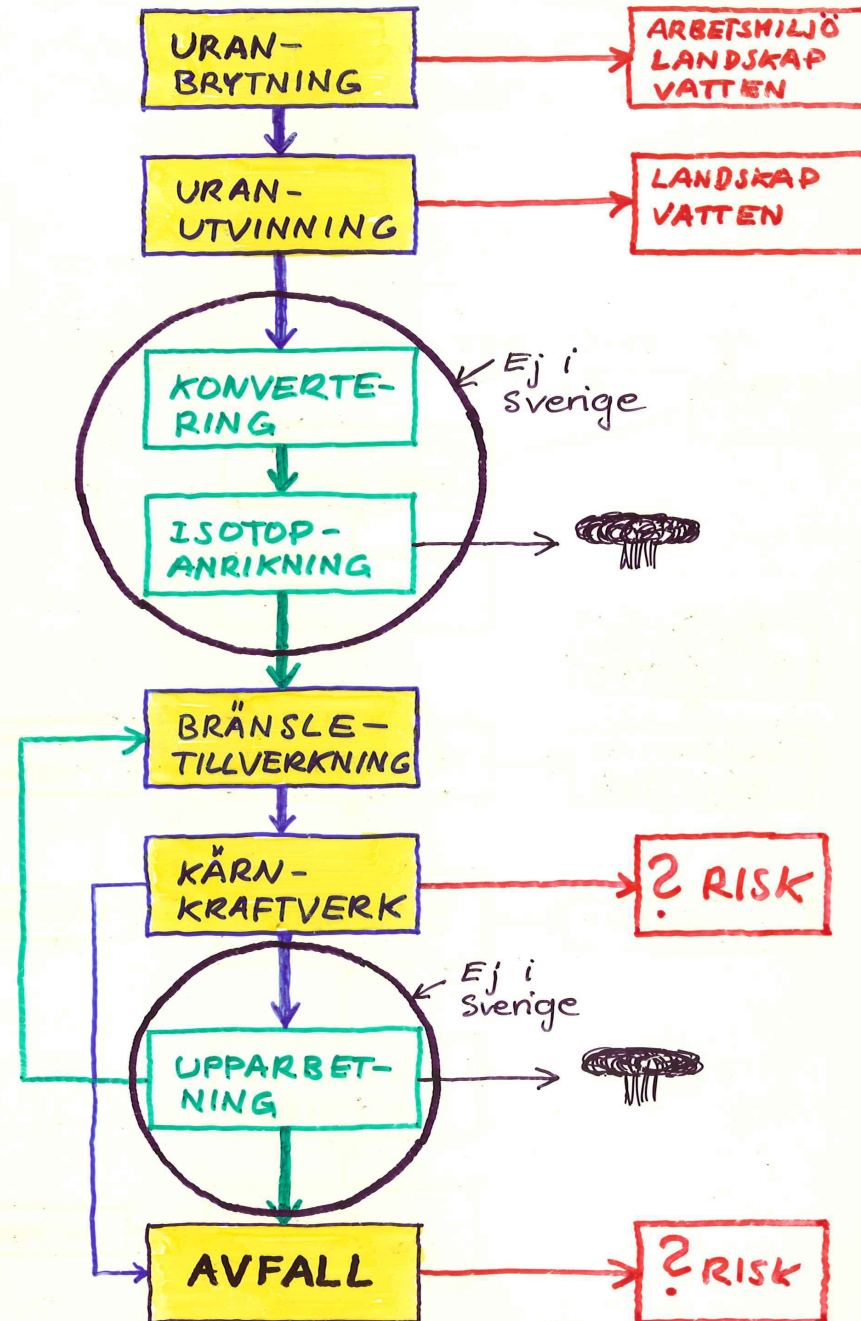 URAN-
BRYTNING
ARBETSMILJÖ
LANDSKAP
VATTEN
URAN-
UTVINNING
LANDSKAP
VATTEN
KONVERTE-
RING
Ej i
Sverige
ISOTOP-
ANRIKNING
BRÄNSLE-
TILLVERKNING
KÄRN-
KRAFTVERK
? RISK
Ej i
Sverige
UPPARBET-
NING
AVFALL
? RISK